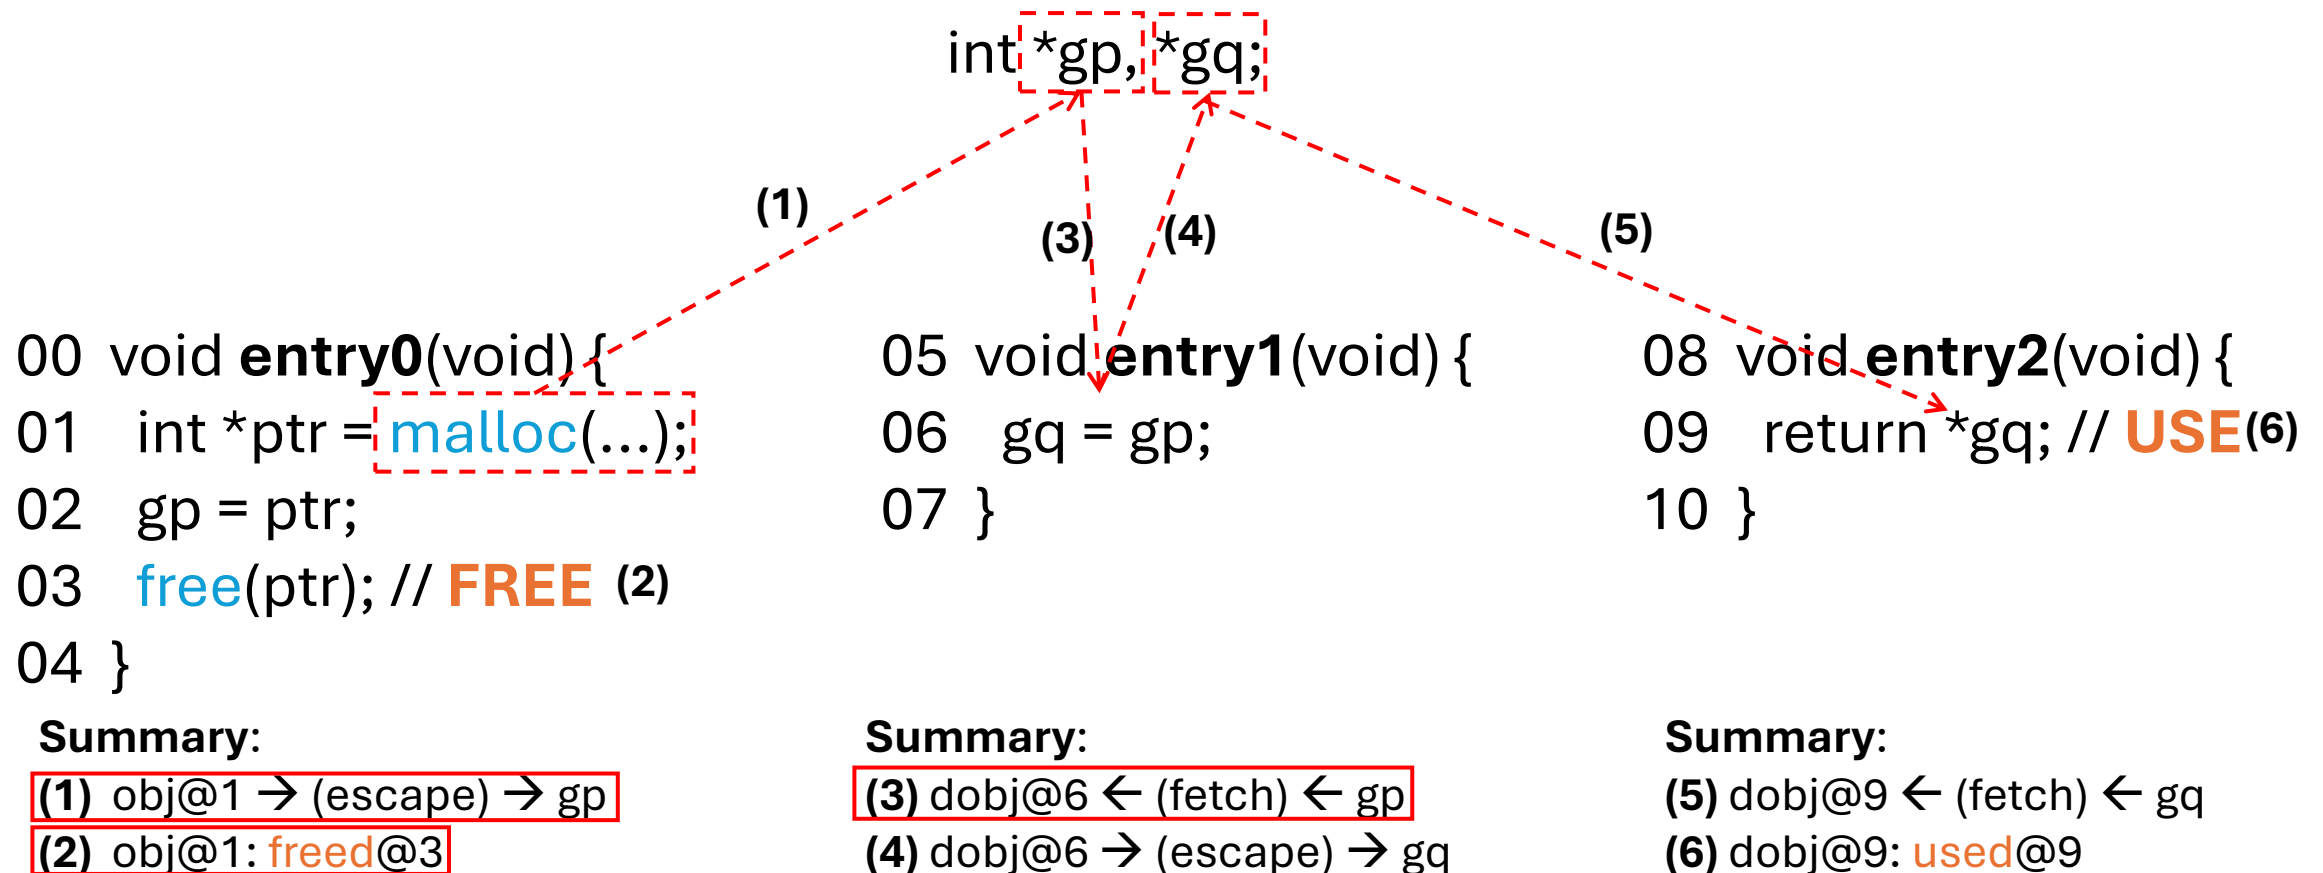 int *gp, *gq;
(1)
(3)
(4)
(5)
00 void entry0(void) {
01 int *ptr = malloc(...);
02 gp = ptr;
03 free(ptr); // FREE (2)
04 }
05 void entry1(void) {
06 gq = gp;
07 }
08 void entry2(void) {
09 return *gq; // USE (6)
10 }
Summary:
(1) obj@1 → (escape) → gp
(2) obj@1: freed@3
Summary:
(3) dobj@6 ← (fetch) ← gp
(4) dobj@6 → (escape) → gq
Summary:
(5) dobj@9 ← (fetch) ← gq
(6) dobj@9: used@9